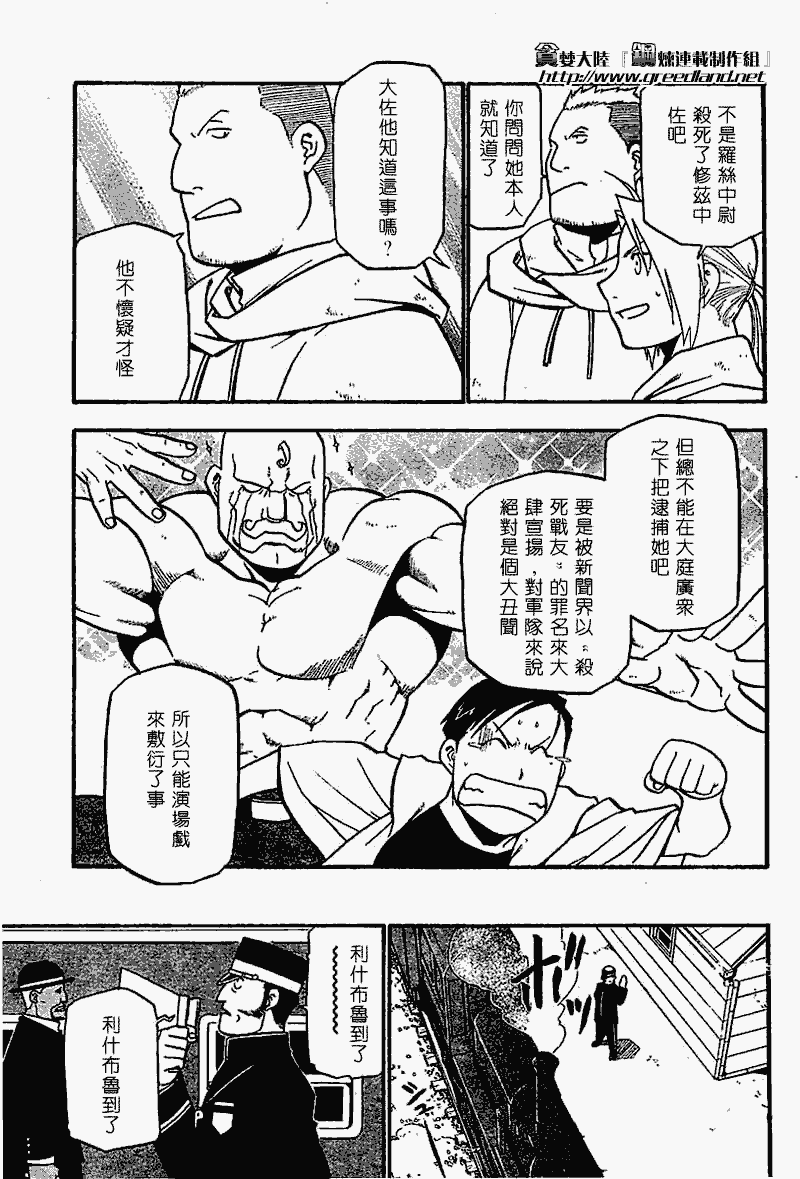 貪婪大陸『鋼煉連載制作組』
http://www.greedland.net
不是羅絲中尉
殺死了修茲中
佐吧
你問問她本人
就知道了
大佐他知道這事嗎?
他不懷疑才怪
但總不能在大庭廣眾
之下把逮捕她吧
要是被新聞界以“殺
死戰友”的罪名來大
肆宣揚,對軍隊來說
絕對是個大丑聞
所以只能演場戲
來敷衍了事
利什布魯到了
利什布魯到了